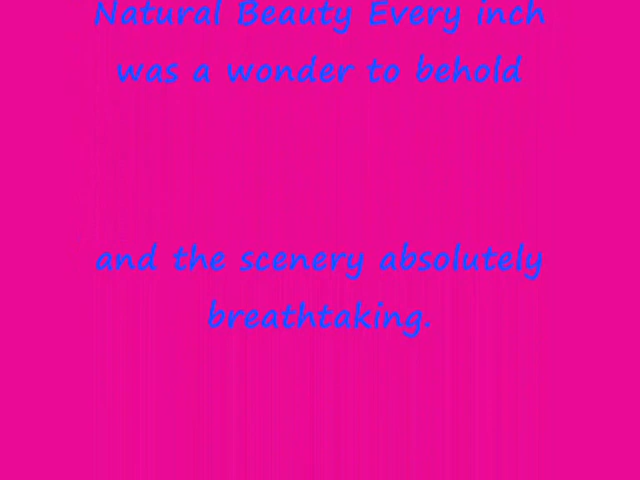 Natural Beauty Every inch
was a wonder to behold
and the scenery absolutely
breathtaking.